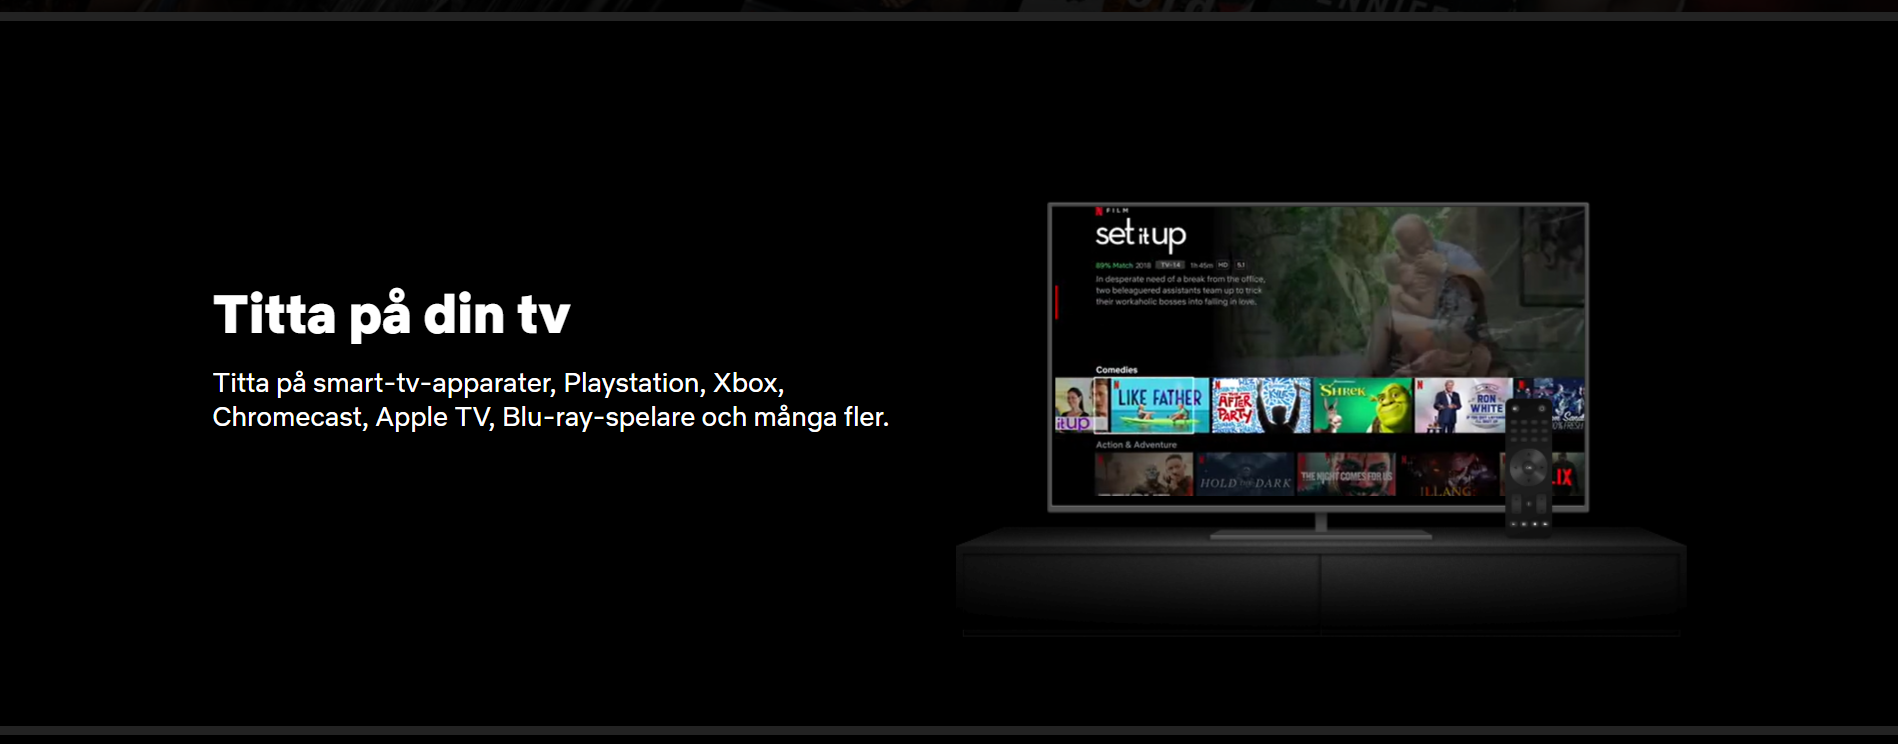 Titta på din tv
Titta på smart-tv-apparater, Playstation, Xbox,
Chromecast, Apple TV, Blu-ray-spelare och många fler.
N FILM
set it up
89% Match 2018 TV-14 1h 45m HD 5.1
In desperate need of a break from the office,
two beleaguered assistants team up to trick
their workaholic bosses into falling in love.
Comedies
it up
LIKE FATHER
AFTER
PARTY
SHREK
RON
WHITE
Action & Adventure
HOLD THE DARK
THE NIGHT COMES FOR US